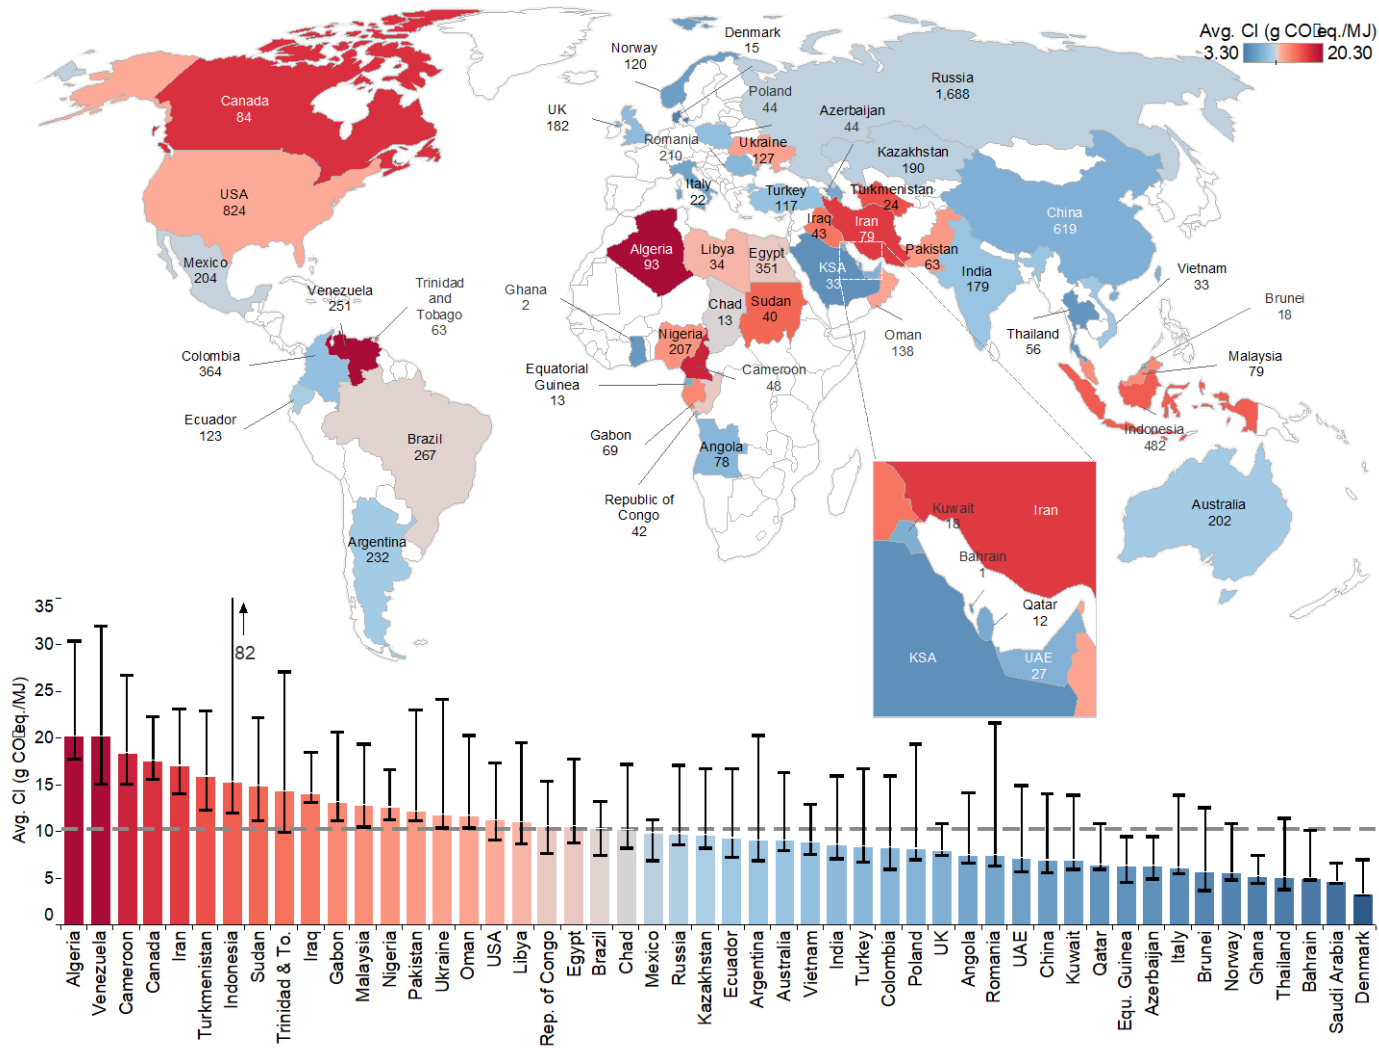 Avg. CI (g CO□eq./MJ)
3.30
20.30
Denmark
15
Norway
120
Poland
44
UK
182
Azerbaijan
44
Russia
1,688
Canada
84
Romania
210
Ukraine
127
Kazakhstan
190
USA
824
Italy
22
Turkey
117
Turkmenistan
24
China
619
Iraq
43
Iran
79
Algeria
93
Libya
34
Egypt
351
KSA
33
Pakistan
63
India
179
Mexico
204
Venezuela
251
Trinidad
and
Tobago
63
Ghana
2
Chad
13
Sudan
40
Vietnam
33
Brunei
18
Nigeria
207
Oman
138
Thailand
56
Malaysia
79
Colombia
364
Equatorial
Guinea
13
Cameroon
48
Ecuador
123
Brazil
267
Gabon
69
Angola
78
Indonesia
482
Republic of
Congo
42
Australia
202
Argentina
232
Kuwait
18
Iran
Bahrain
1
Qatar
12
KSA
UAE
27
Avg. CI (g CO□eq./MJ)
35
30
25
20
15
10
5
0
82
Algeria
Venezuela
Cameroon
Canada
Iran
Turkmenistan
Indonesia
Sudan
Trinidad & To.
Iraq
Gabon
Malaysia
Nigeria
Pakistan
Ukraine
Oman
USA
Libya
Rep. of Congo
Egypt
Brazil
Chad
Mexico
Russia
Kazakhstan
Ecuador
Argentina
Australia
Vietnam
India
Turkey
Colombia
Poland
UK
Angola
Romania
UAE
China
Kuwait
Qatar
Equ. Guinea
Azerbaijan
Italy
Brunei
Norway
Ghana
Thailand
Bahrain
Saudi Arabia
Denmark